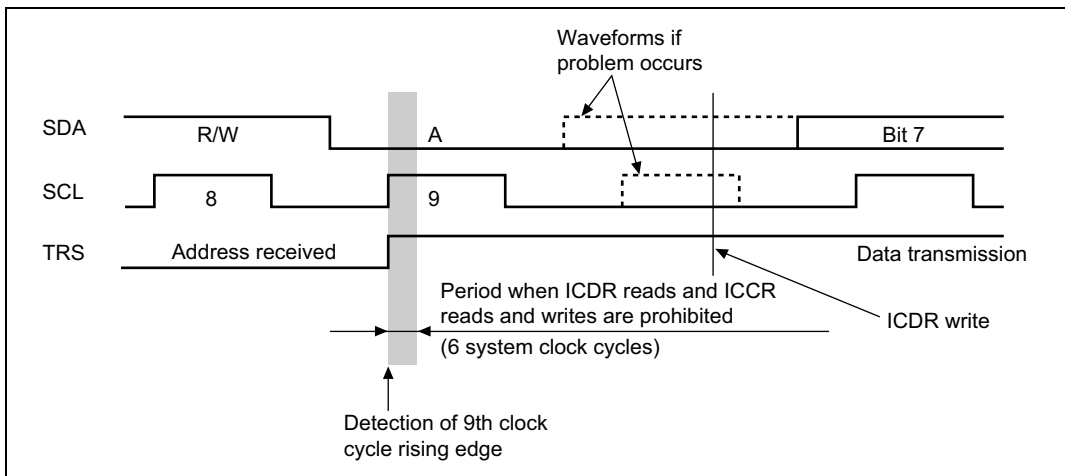 Waveforms if
problem occurs
SDA
R/W
A
Bit 7
SCL
8
9
TRS
Address received
Data transmission
Period when ICDR reads and ICCR
reads and writes are prohibited
(6 system clock cycles)
ICDR write
Detection of 9th clock
cycle rising edge